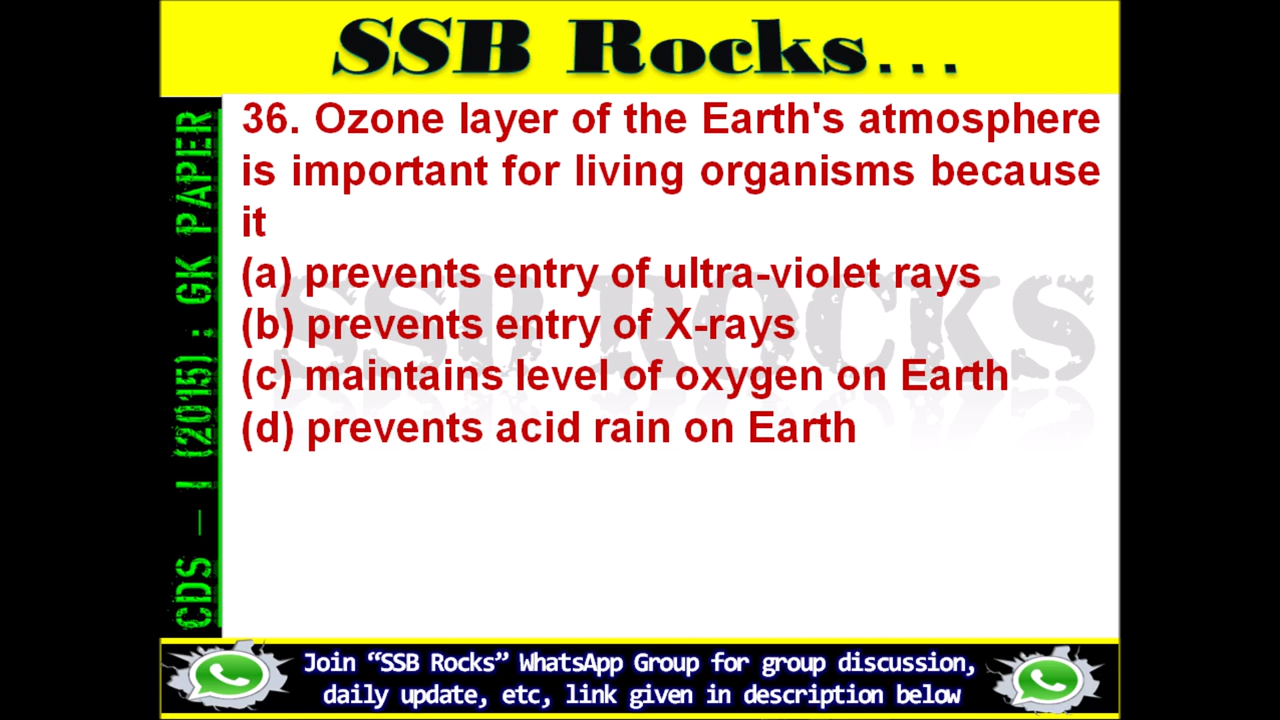 SSB Rocks...
CDS – I (2015) : GK PAPER
36. Ozone layer of the Earth's atmosphere
is important for living organisms because
it
(a) prevents entry of ultra-violet rays
(b) prevents entry of X-rays
(c) maintains level of oxygen on Earth
(d) prevents acid rain on Earth
SSB ROCKS
Join “SSB Rocks” WhatsApp Group for group discussion,
daily update, etc, link given in description below